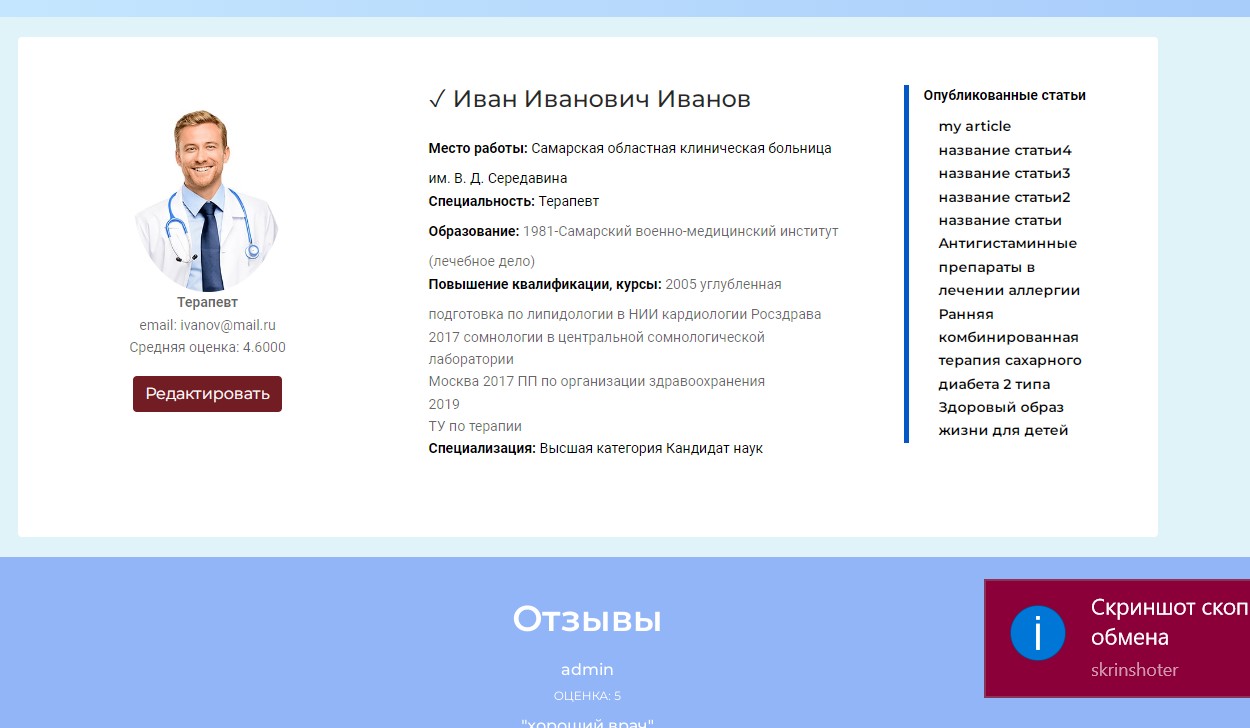 Терапевт
email: ivanov@mail.ru
Средняя оценка: 4.6000
Редактировать
✓ Иван Иванович Иванов
Место работы: Самарская областная клиническая больница
им. В. Д. Середавина
Специальность: Терапевт
Образование: 1981-Самарский военно-медицинский институт
(лечебное дело)
Повышение квалификации, курсы: 2005 углубленная
подготовка по липидологии в НИИ кардиологии Росздрава
2017 сомнологии в центральной сомнологической
лаборатории
Москва 2017 ПП по организации здравоохранения
2019
ТУ по терапии
Специализация: Высшая категория Кандидат наук
Опубликованные статьи
my article
название статьи4
название статьи3
название статьи2
название статьи
Антигистаминные
препараты в
лечении аллергии
Ранняя
комбинированная
терапия сахарного
диабета 2 типа
Здоровый образ
жизни для детей
Отзывы
admin
ОЦЕНКА: 5
"хороший врач"
Скриншот скоп
обмена
skrinshoter